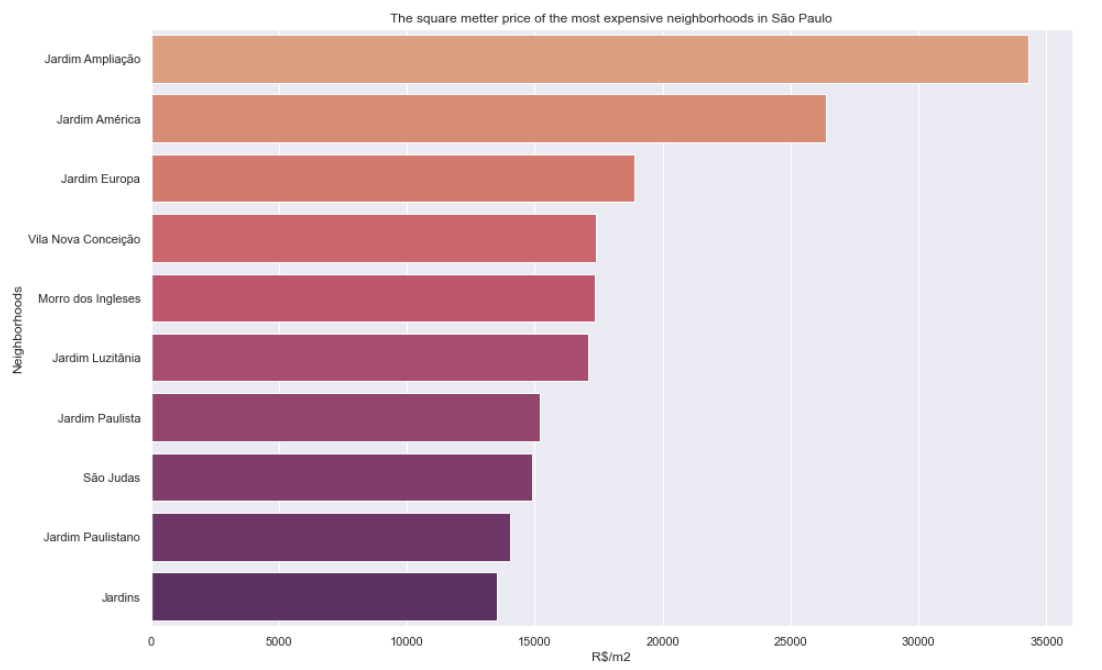 The square metter price of the most expensive neighborhoods in São Paulo
Neighborhoods
Jardim Ampliação
Jardim América
Jardim Europa
Vila Nova Conceição
Morro dos Ingleses
Jardim Luzitânia
Jardim Paulista
São Judas
Jardim Paulistano
Jardins
0 5000 10000 15000 20000 25000 30000 35000
R$/m2